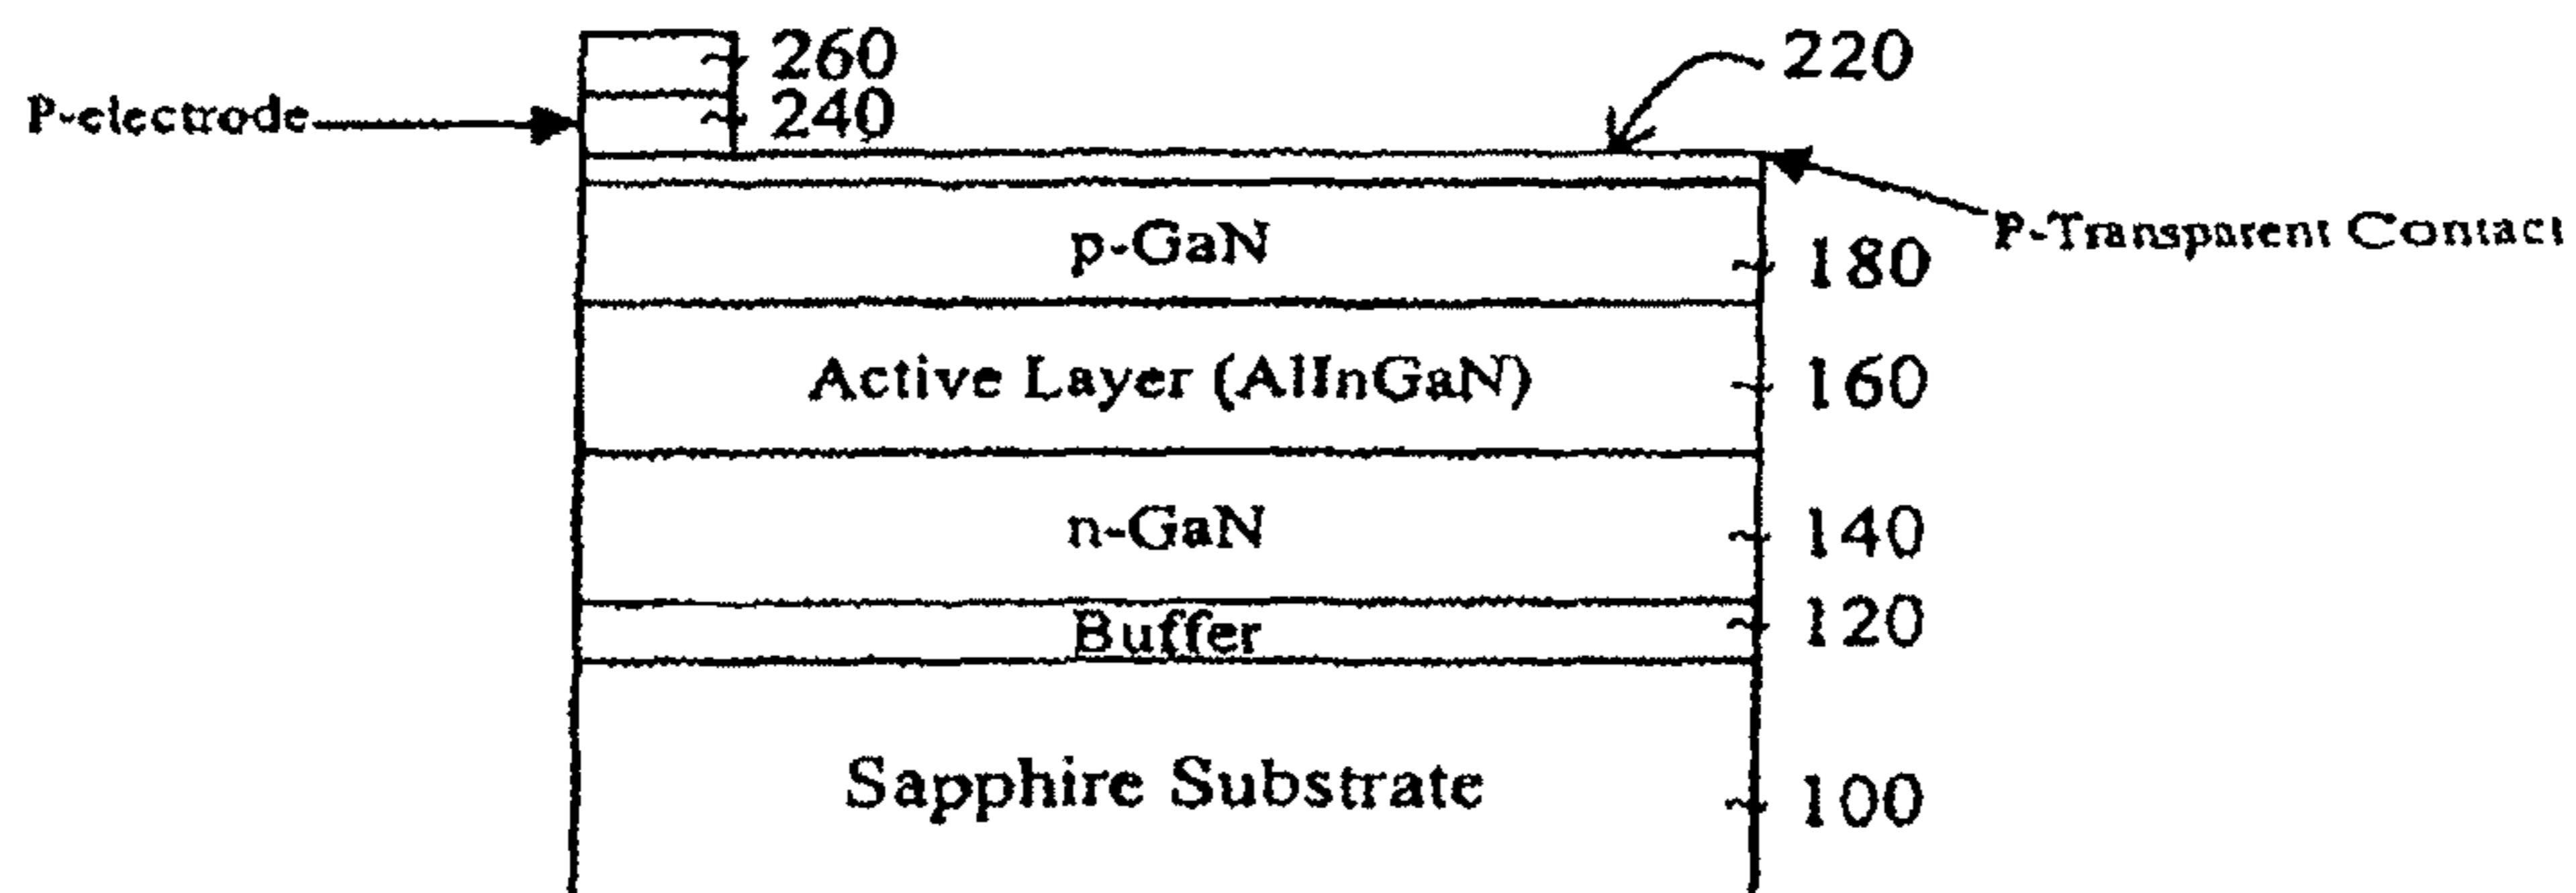 260
220
P-electrode
240
p-GaN
180
P-Transparent Contact
Active Layer (AlInGaN)
160
n-GaN
140
Buffer
120
Sapphire Substrate
100